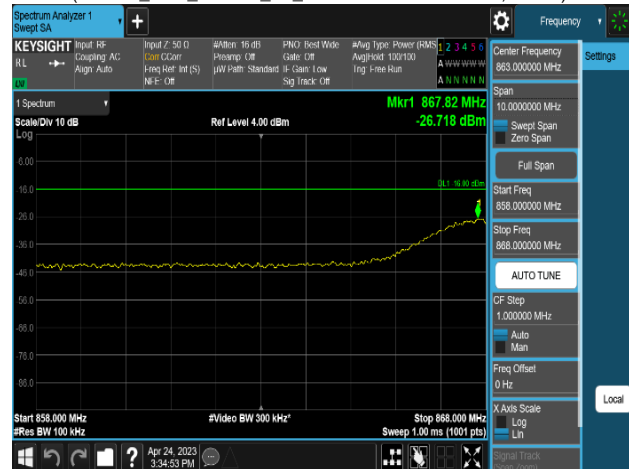 Spectrum Analyzer 1
Swept SA
Frequency
KEYSIGHT
RL
Input: RF
Coupling: AC
Align: Auto
Input Z: 50 Ω
Corr CCorr
Freq Ref: Int (S)
NFE: Off
#Atten: 16 dB
Preamp: Off
µW Path: Standard
PNO: Best Wide
Gate: Off
IF Gain: Low
Sig Track: Off
#Avg Type: Power (RMS
Avg|Hold: 100/100
Trig: Free Run
1 2 3 4 5 6
A W W W W W
A N N N N N
1 Spectrum
Scale/Div 10 dB
Log
Ref Level 4.00 dBm
Mkr1 867.82 MHz
-26.718 dBm
-6.00
-16.0
-26.0
-36.0
-46.0
-56.0
-66.0
-76.0
-86.0
Start 858.000 MHz
#Res BW 100 kHz
#Video BW 300 kHz*
Stop 868.000 MHz
Sweep 1.00 ms (1001 pts)
Apr 24, 2023
3:34:53 PM
Center Frequency
863.000000 MHz
Span
10.0000000 MHz
Swept Span
Zero Span
Full Span
Start Freq
858.000000 MHz
Stop Freq
868.000000 MHz
AUTO TUNE
CF Step
1.000000 MHz
Auto
Man
Freq Offset
0 Hz
X Axis Scale
Log
Lin
Signal Track
Settings
Local